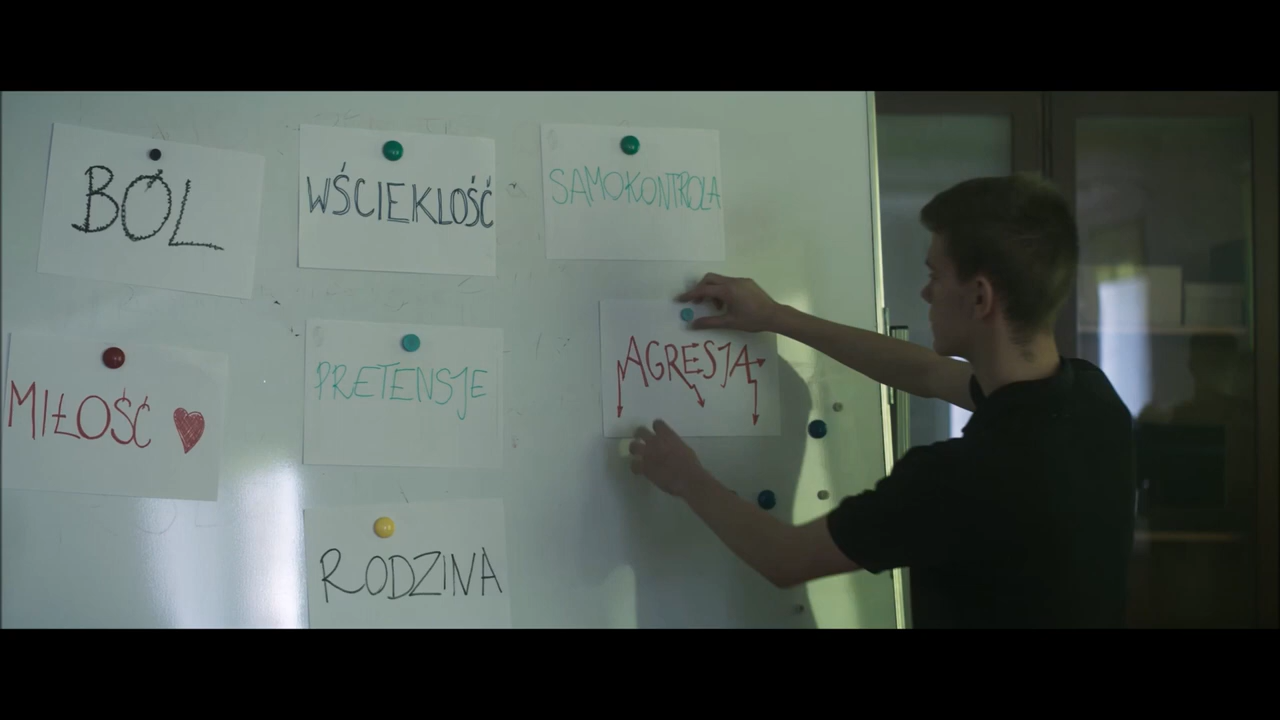 BÓL
WŚCIEKLOŚĆ
SAMOKONTROLA
MIŁOŚĆ
PRETENSJE
AGRESJA
RODZINA